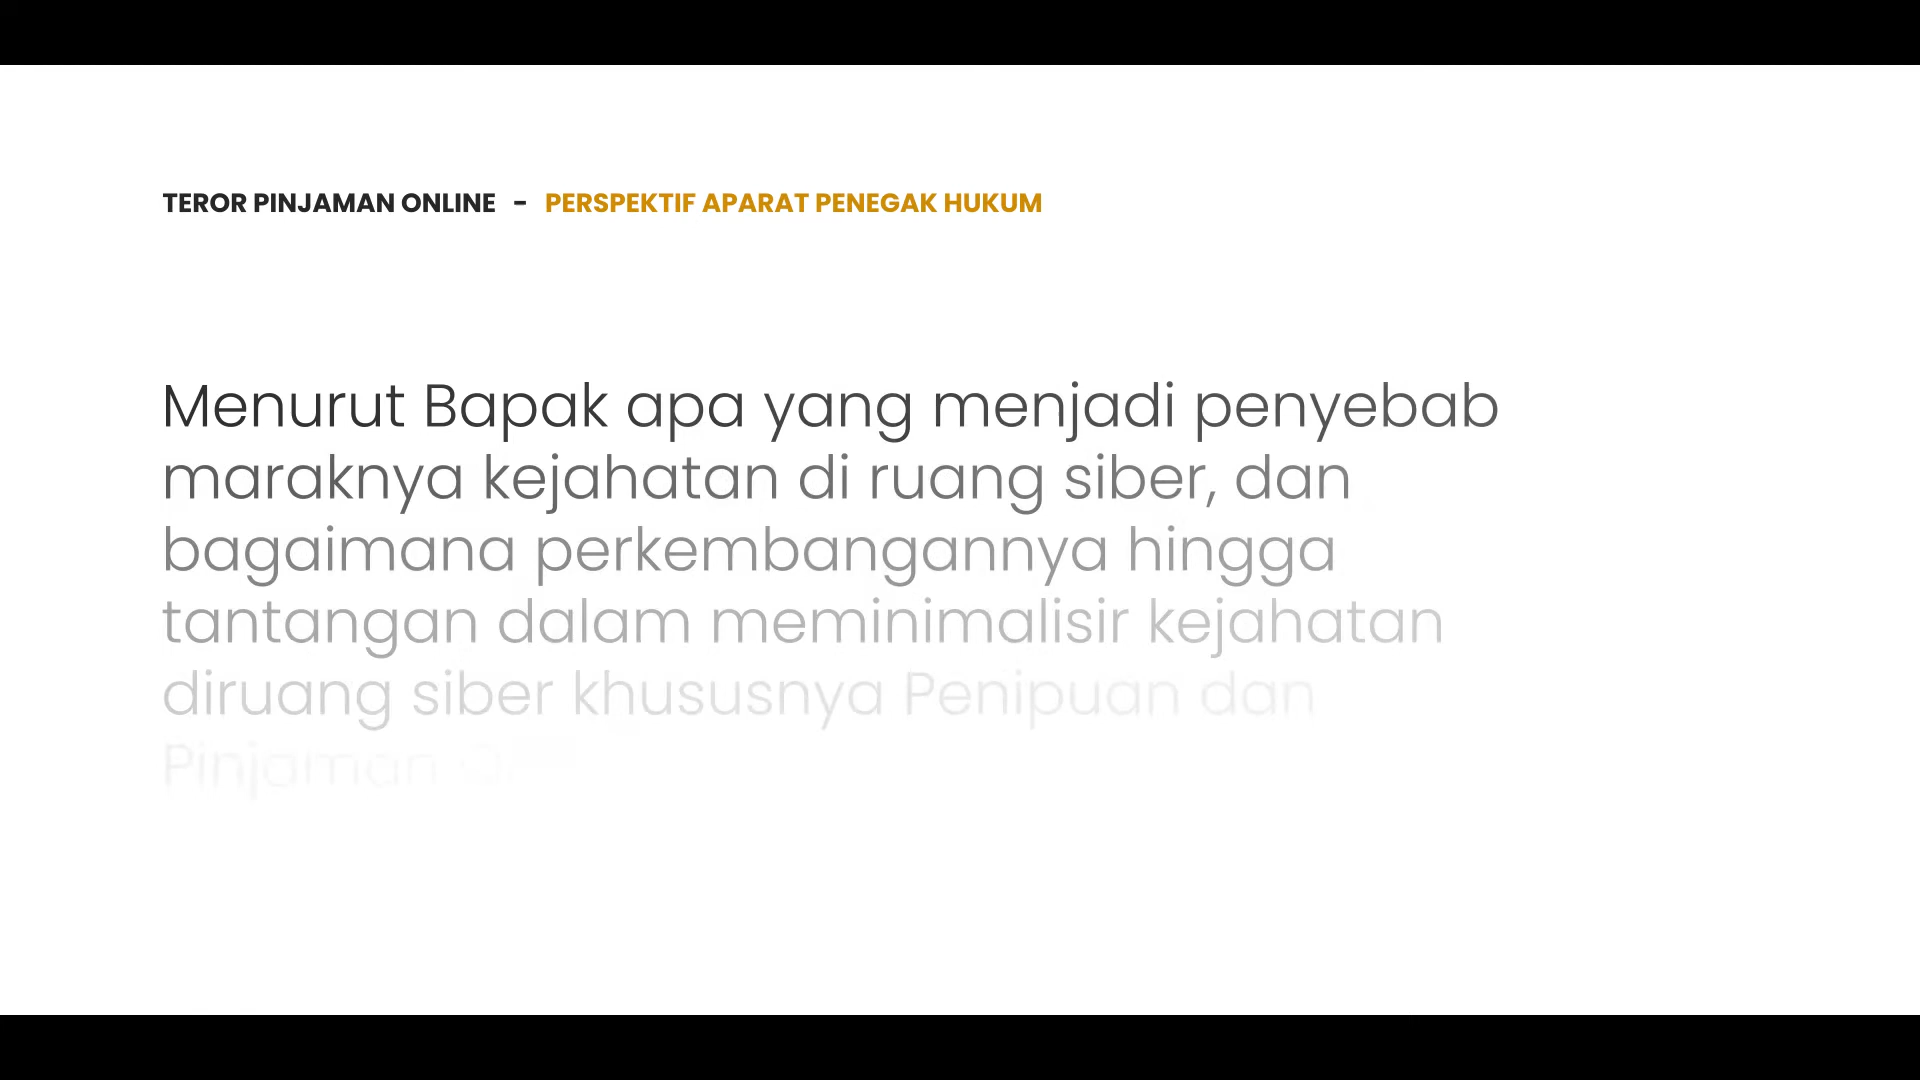 TEROR PINJAMAN ONLINE - PERSPEKTIF APARAT PENEGAK HUKUM
Menurut Bapak apa yang menjadi penyebab
maraknya kejahatan di ruang siber, dan
bagaimana perkembangannya hingga
tantangan dalam meminimalisir kejahatan
diruang siber khususnya Penipuan dan
Pinjaman